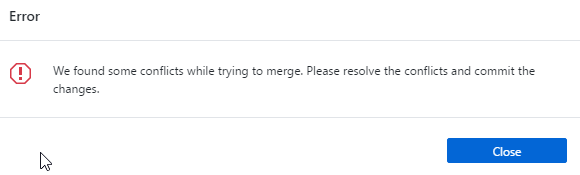 Error
We found some conflicts while trying to merge. Please resolve the conflicts and commit the
changes.
Close